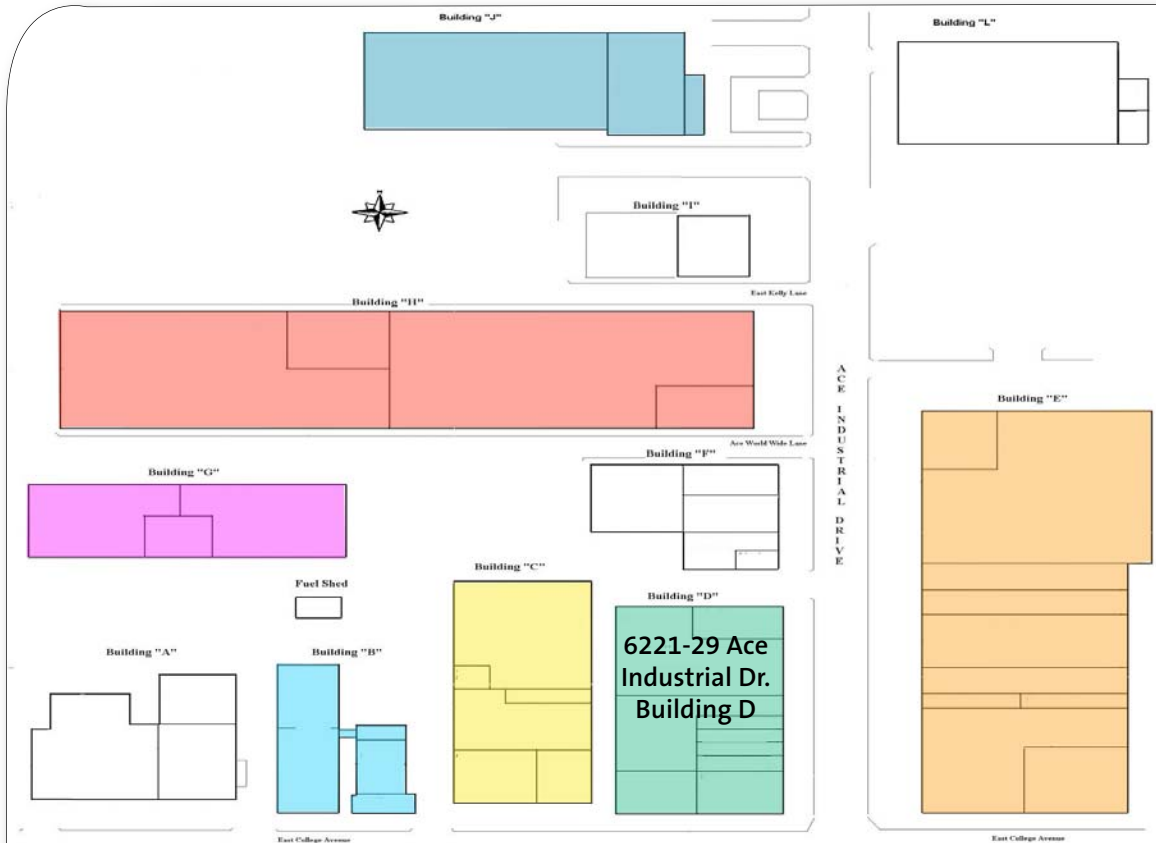 Building "J"
Building "L"
N
Building "I"
East Kelly Lane
Building "H"
ACE INDUSTRIAL DRIVE
Building "E"
Ace World Wide Lane
Building "F"
Building "G"
Building "C"
Fuel Shed
Building "D"
6221-29 Ace
Industrial Dr.
Building D
Building "A"
Building "B"
East College Avenue
East College Avenue